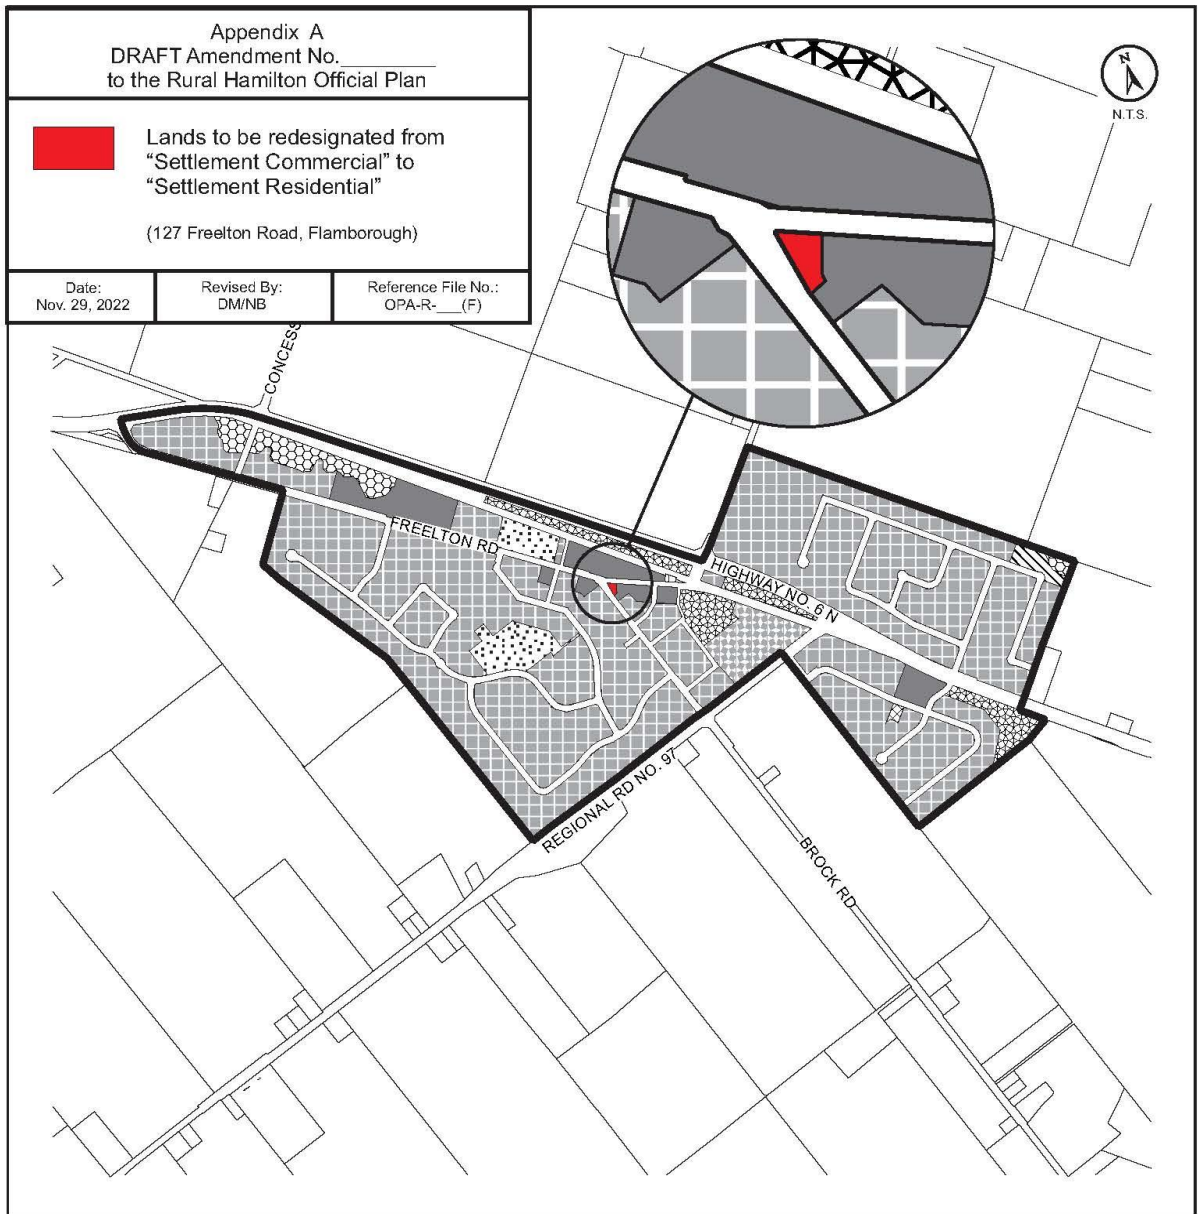 Appendix A
DRAFT Amendment No.________
to the Rural Hamilton Official Plan
Lands to be redesignated from
“Settlement Commercial” to
“Settlement Residential”
(127 Freelton Road, Flamborough)
Date:
Nov. 29, 2022
Revised By:
DM/NB
Reference File No.:
OPA-R-___(F)
N
N.T.S.
CONCESS
FREELTON RD
HIGHWAY NO. 6 N
REGIONAL RD NO. 97
BROCK RD